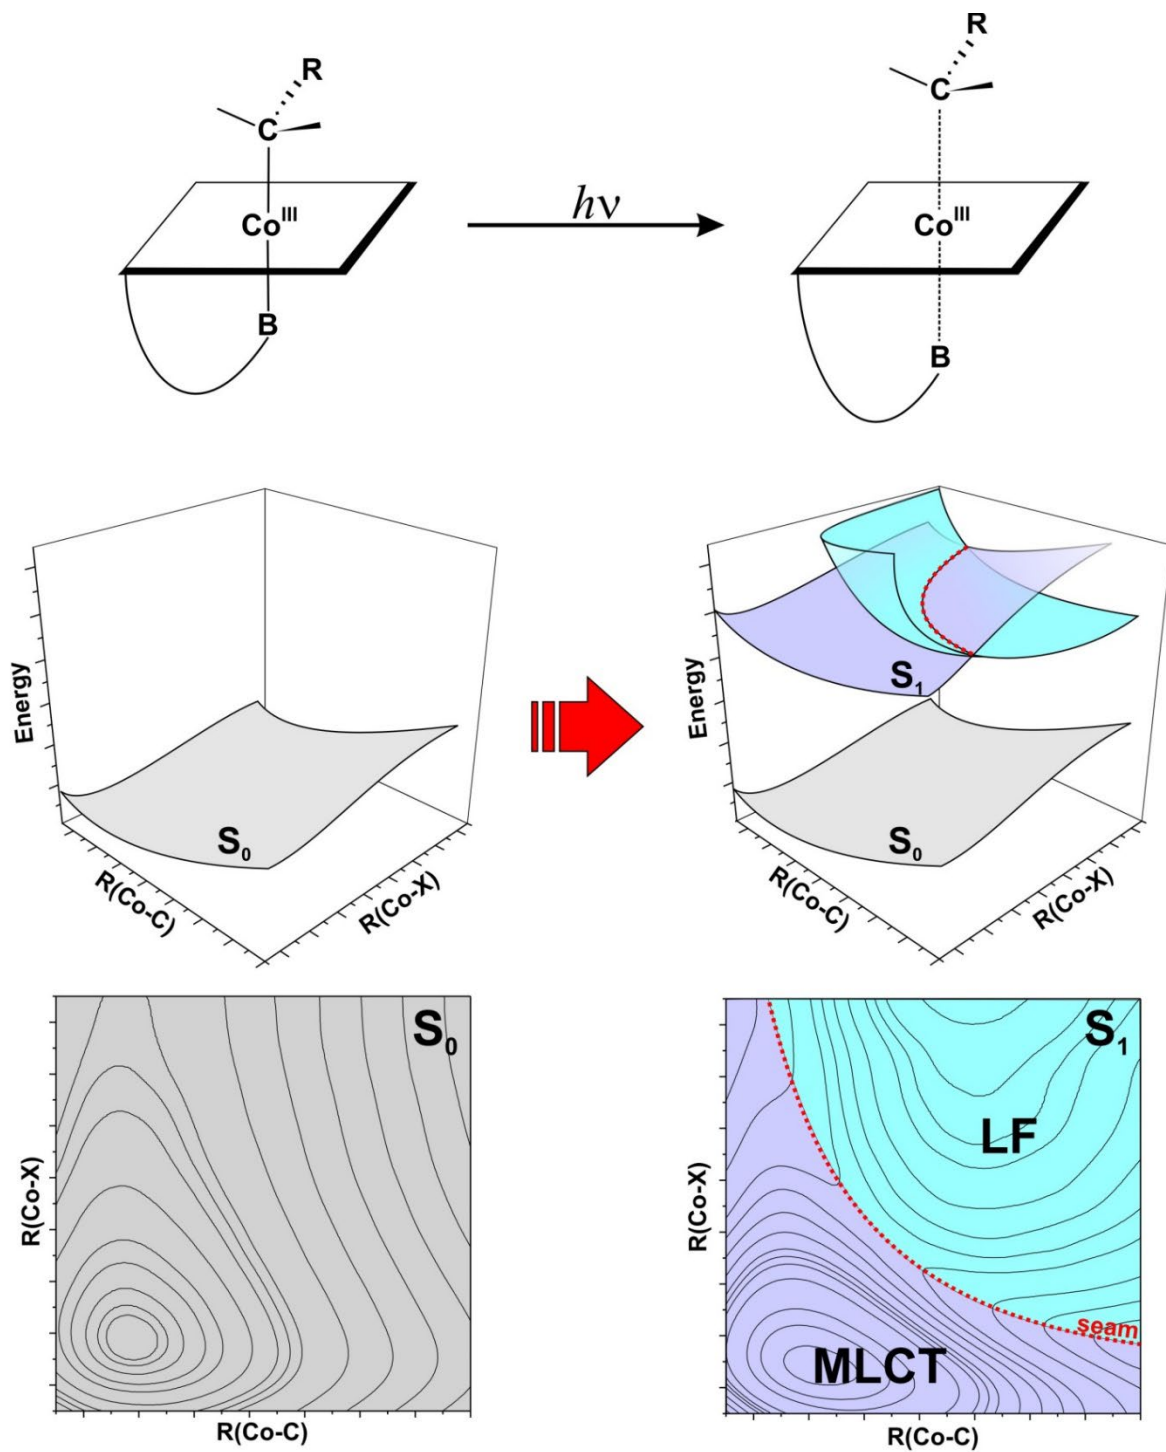 R
C
Co^III
B
hν
R
C
Co^III
B
Energy
S₀
R(Co-C)
R(Co-X)
Energy
S₁
S₀
R(Co-C)
R(Co-X)
S₀
R(Co-X)
R(Co-C)
S₁
LF
seam
MLCT
R(Co-X)
R(Co-C)